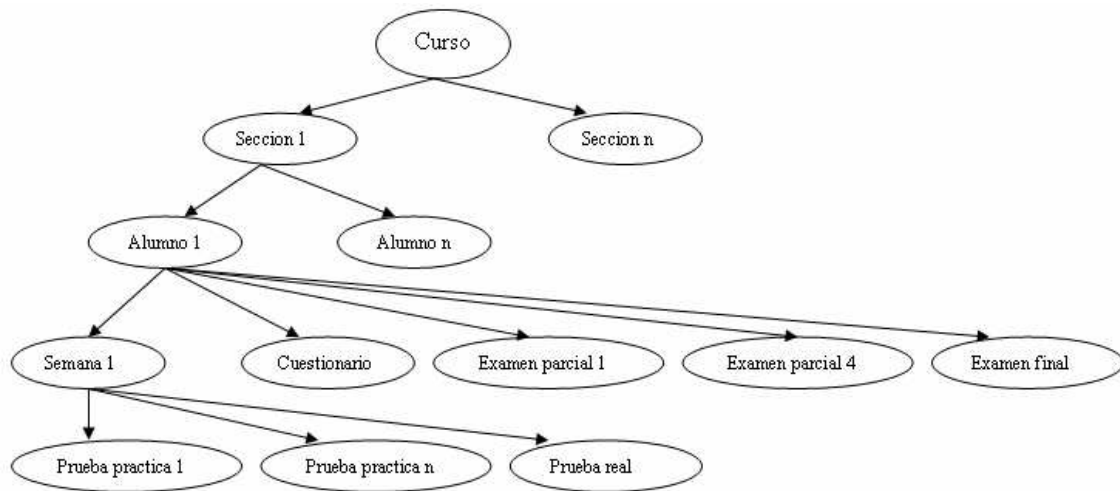 Curso
Seccion 1
Seccion n
Alumno 1
Alumno n
Semana 1
Cuestionario
Examen parcial 1
Examen parcial 4
Examen final
Prueba practica 1
Prueba practica n
Prueba real